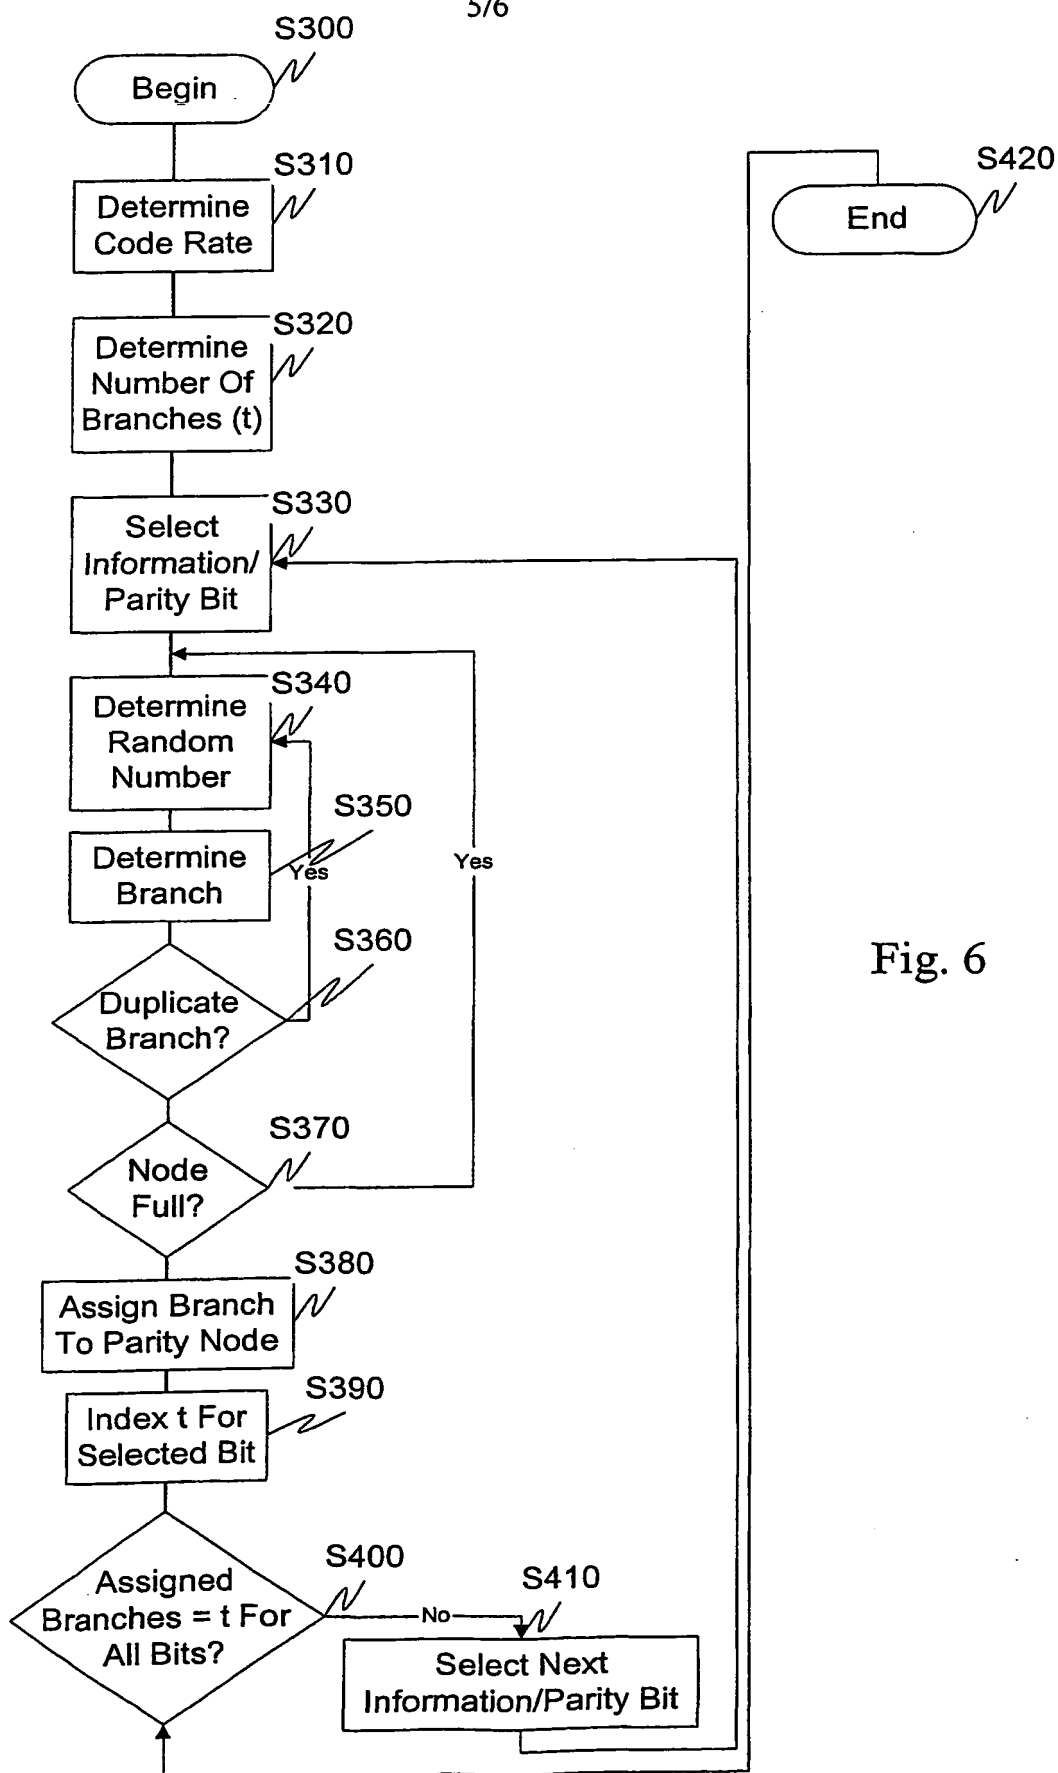 5/6
S300
Begin
S310
Determine
Code Rate
S420
End
S320
Determine
Number Of
Branches (t)
S330
Select
Information/
Parity Bit
S340
Determine
Random
Number
S350
Determine
Branch
Yes
Yes
S360
Duplicate
Branch?
Fig. 6
S370
Node
Full?
S380
Assign Branch
To Parity Node
S390
Index t For
Selected Bit
S400
Assigned
Branches = t For
All Bits?
No
S410
Select Next
Information/Parity Bit